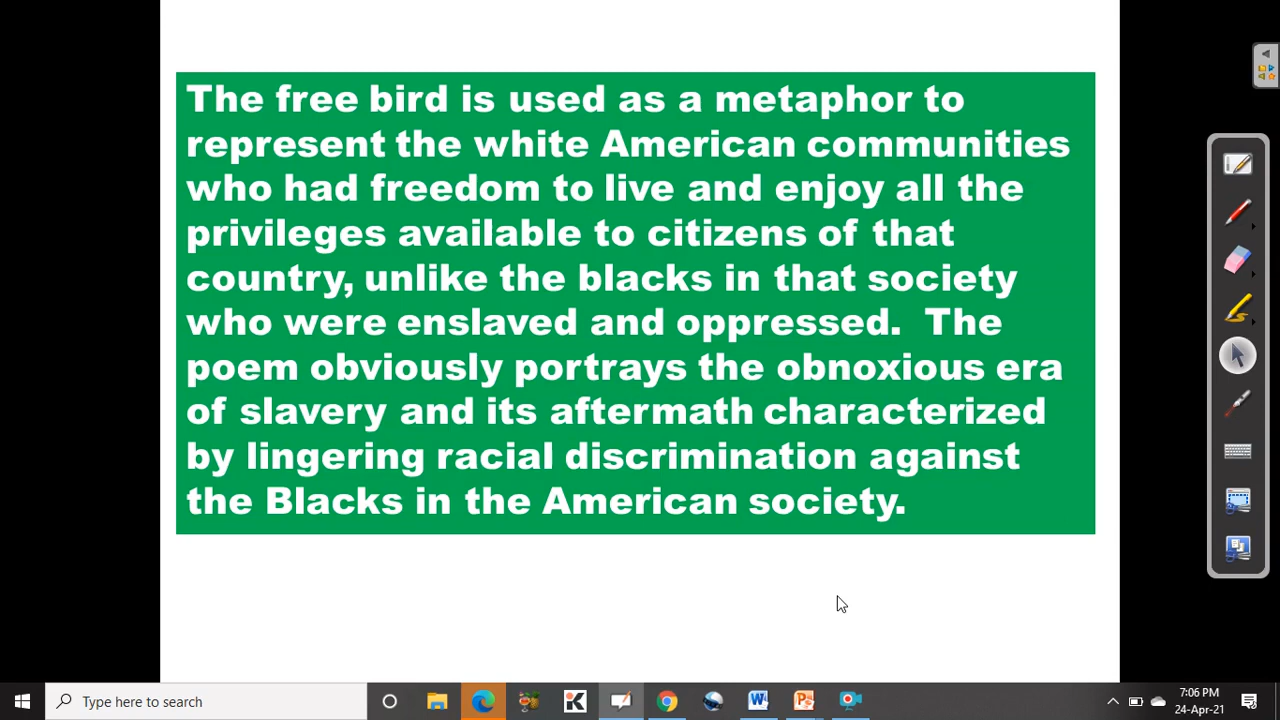 The free bird is used as a metaphor to
represent the white American communities
who had freedom to live and enjoy all the
privileges available to citizens of that
country, unlike the blacks in that society
who were enslaved and oppressed.  The
poem obviously portrays the obnoxious era
of slavery and its aftermath characterized
by lingering racial discrimination against
the Blacks in the American society.
Type here to search
7:06 PM
24-Apr-21